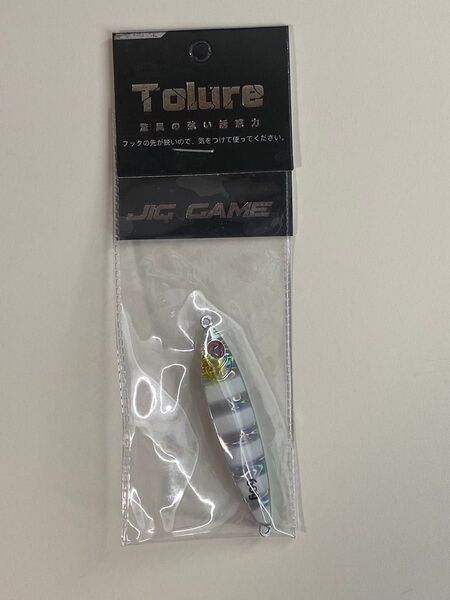 Tolure
驚異の強い誘惑力
フックの先が鋭いので、気をつけて使ってください。
JIG GAME